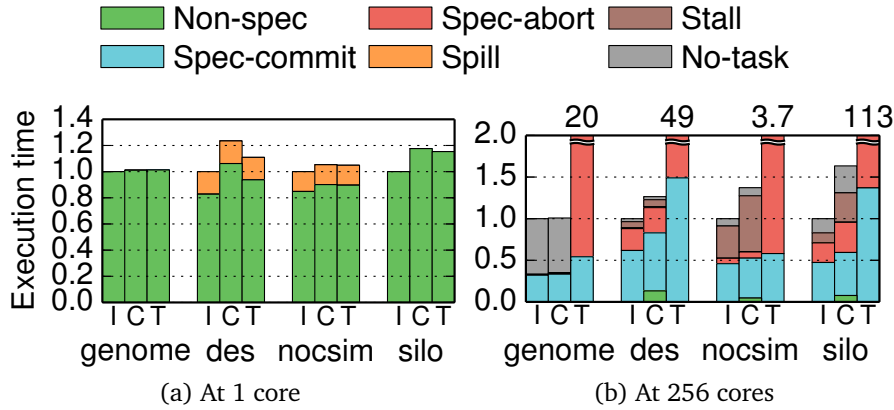 Non-spec Spec-abort Stall
Spec-commit Spill No-task
Execution time
1.4
1.2
1.0
0.8
0.6
0.4
0.2
0.0
I C T I C T I C T I C T
genome des nocsim silo
(a) At 1 core
20 49 3.7 113
2.0
1.5
1.0
0.5
0.0
I C T I C T I C T I C T
genome des nocsim silo
(b) At 256 cores